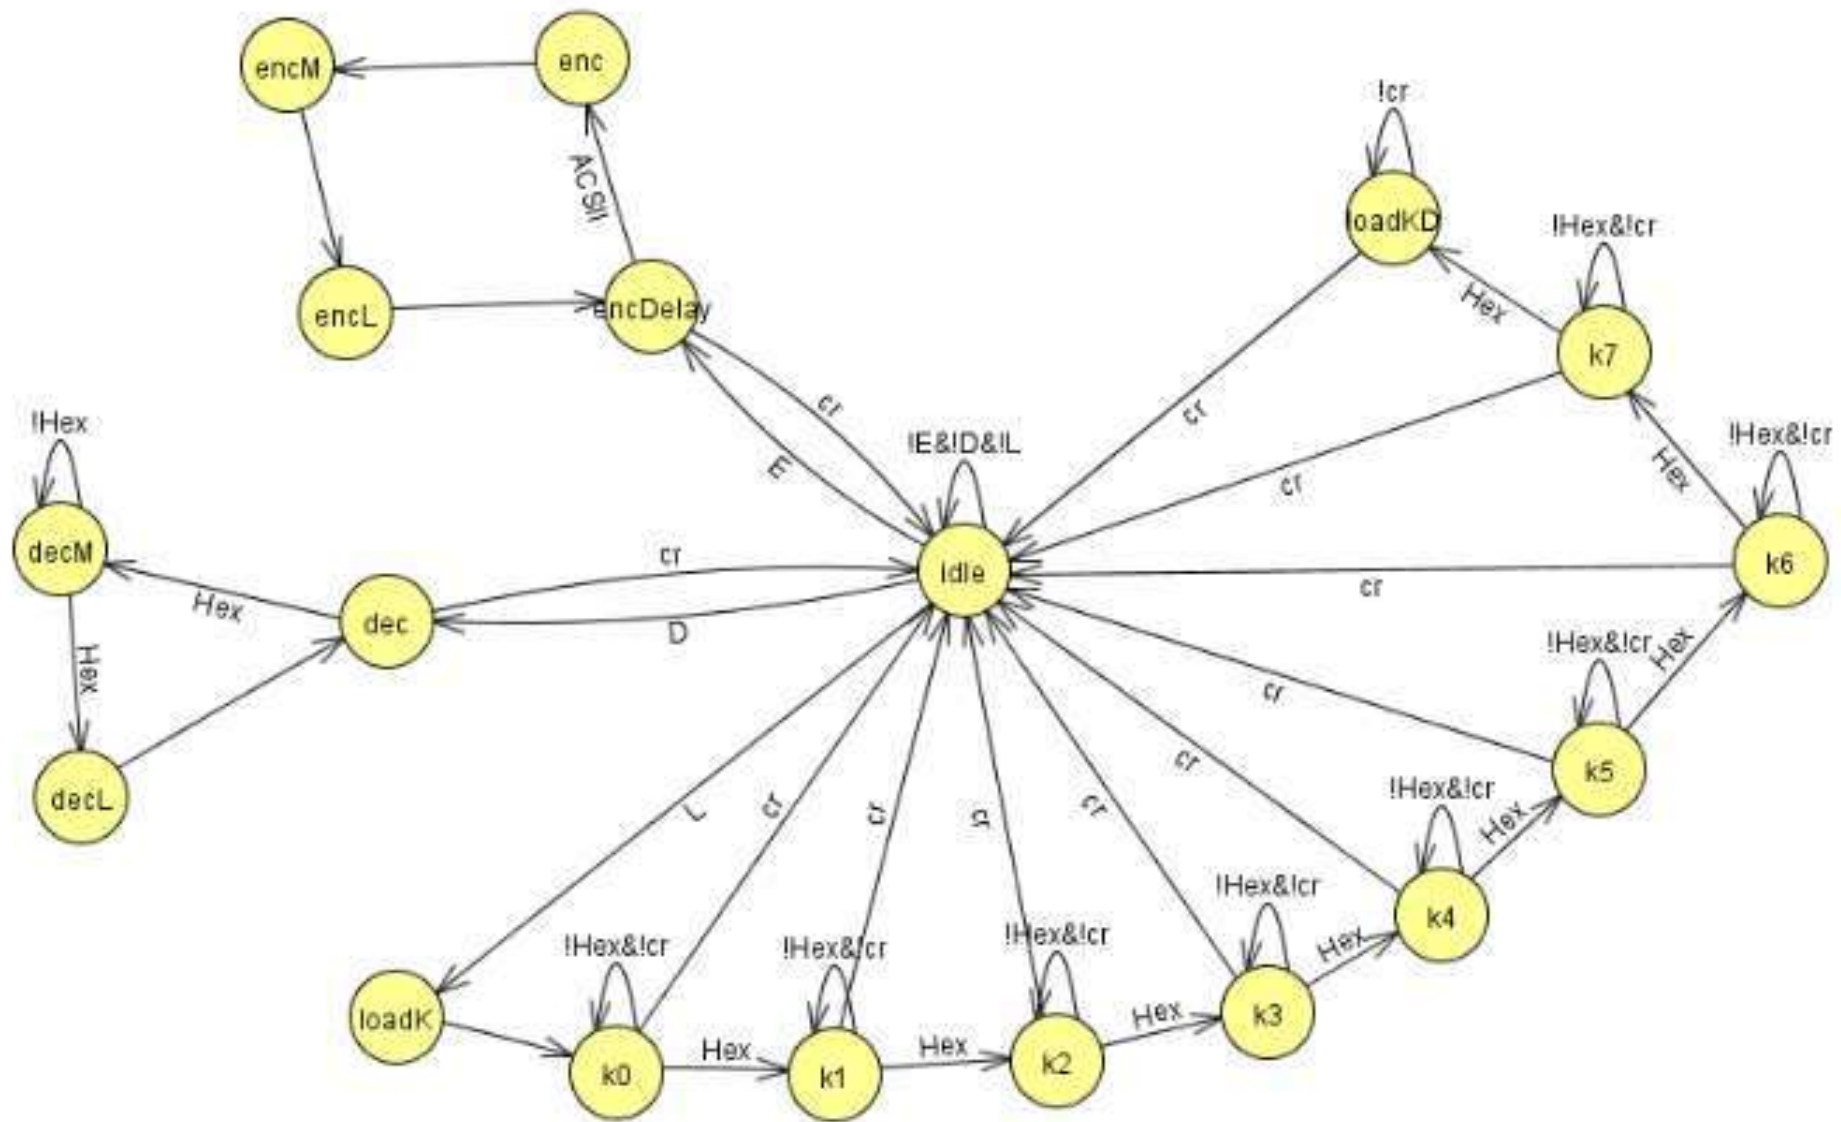 encM
enc
!cr
ACSII
loadKD
!Hex&!cr
encL
encDelay
Hex
k7
!Hex
cr
!E&!D&!L
cr
!Hex&!cr
E
Hex
cr
decM
cr
Idle
k6
Hex
dec
D
cr
!Hex&!cr
Hex
Hex
cr
decL
cr
k5
L
cr
cr
cr
cr
!Hex&!cr
Hex
!Hex&!cr
k4
!Hex&!cr
!Hex&!cr
!Hex&!cr
Hex
loadK
Hex
k3
k0
Hex
k1
Hex
k2